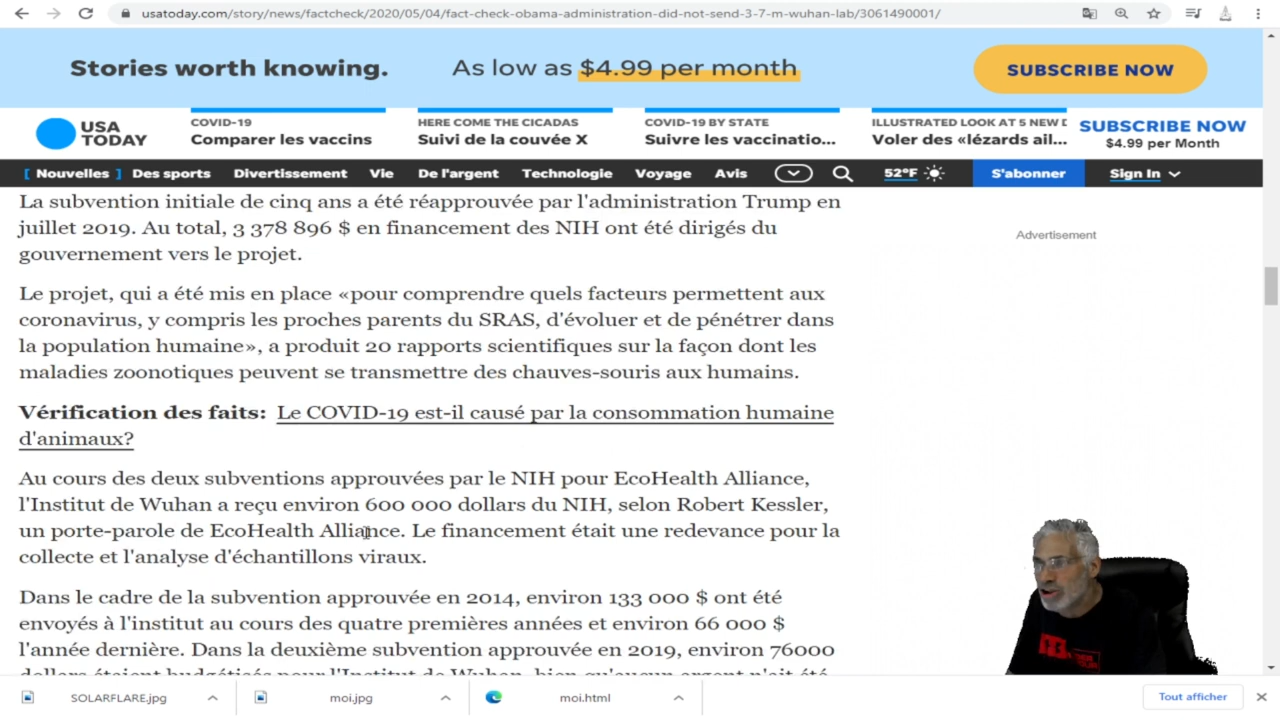 usatoday.com/story/news/factcheck/2020/05/04/fact-check-obama-administration-did-not-send-3-7-m-wuhan-lab/3061490001/
Stories worth knowing.
As low as $4.99 per month
SUBSCRIBE NOW
USA TODAY
COVID-19
Comparer les vaccins
HERE COME THE CICADAS
Suivi de la couvée X
COVID-19 BY STATE
Suivre les vaccinatio...
ILLUSTRATED LOOK AT 5 NEW D
Voler des «lézards ail...
SUBSCRIBE NOW
$4.99 per Month
[ Nouvelles ] Des sports Divertissement Vie De l'argent Technologie Voyage Avis 52°F S'abonner Sign In
La subvention initiale de cinq ans a été réapprouvée par l'administration Trump en
juillet 2019. Au total, 3 378 896 $ en financement des NIH ont été dirigés du
gouvernement vers le projet.
Advertisement
Le projet, qui a été mis en place «pour comprendre quels facteurs permettent aux
coronavirus, y compris les proches parents du SRAS, d'évoluer et de pénétrer dans
la population humaine», a produit 20 rapports scientifiques sur la façon dont les
maladies zoonotiques peuvent se transmettre des chauves-souris aux humains.
Vérification des faits: Le COVID-19 est-il causé par la consommation humaine
d'animaux?
Au cours des deux subventions approuvées par le NIH pour EcoHealth Alliance,
l'Institut de Wuhan a reçu environ 600 000 dollars du NIH, selon Robert Kessler,
un porte-parole de EcoHealth Alliance. Le financement était une redevance pour la
collecte et l'analyse d'échantillons viraux.
Dans le cadre de la subvention approuvée en 2014, environ 133 000 $ ont été
envoyés à l'institut au cours des quatre premières années et environ 66 000 $
l'année dernière. Dans la deuxième subvention approuvée en 2019, environ 76000
dollars étaient budgétisés pour l'Institut de Wuhan, bien qu'aucun argent n'ait été
SOLARFLARE.jpg
moi.jpg
moi.html
Tout afficher